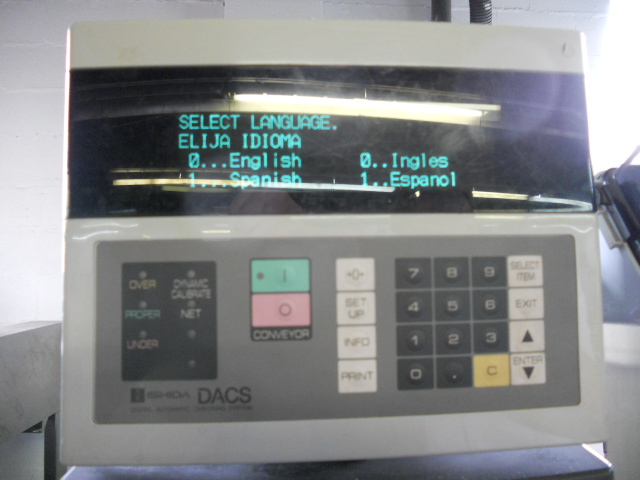 SELECT LANGUAGE.
ELIJA IDIOMA
0...English 0..Ingles
1...Spanish 1..Espanol
OVER DYNAMIC CALIBRATE
PROPER NET
UNDER
I
O
CONVEYOR
→0←
SET UP
INFO
PRINT
7 8 9 SELECT ITEM
4 5 6 EXIT
1 2 3 ▲
0 . C ENTER ▼
ISHIDA DACS